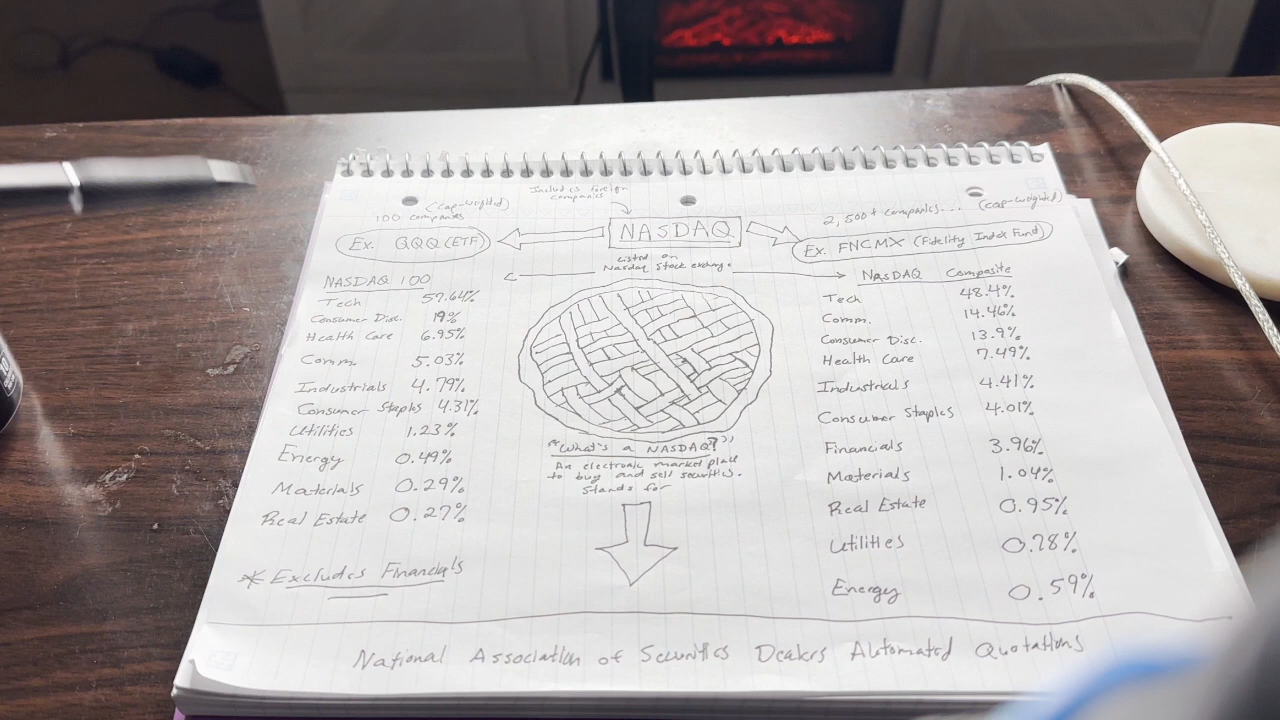 Includes foreign
companies
NASDAQ
Listed on
Nasdaq Stock exchange
(cap-weighted)
100 companies
Ex. QQQ (ETF)
NASDAQ 100
Tech 57.64%
Consumer Disc. 19%
Health Care 6.95%
Comm. 5.03%
Industrials 4.79%
Consumer Staples 4.31%
Utilities 1.23%
Energy 0.49%
Materials 0.29%
Real Estate 0.27%
* Excludes Financials
"What's a NASDAQ?"
An electronic market place
to buy and sell securities.
Stands for
2,500+ companies... (cap-weighted)
Ex. FNCMX (Fidelity Index Fund)
NASDAQ Composite
Tech 48.4%
Comm. 14.46%
Consumer Disc. 13.9%
Health Care 7.49%
Industrials 4.41%
Consumer Staples 4.01%
Financials 3.96%
Materials 1.04%
Real Estate 0.95%
Utilities 0.78%
Energy 0.59%
National Association of Securities Dealers Automated Quotations